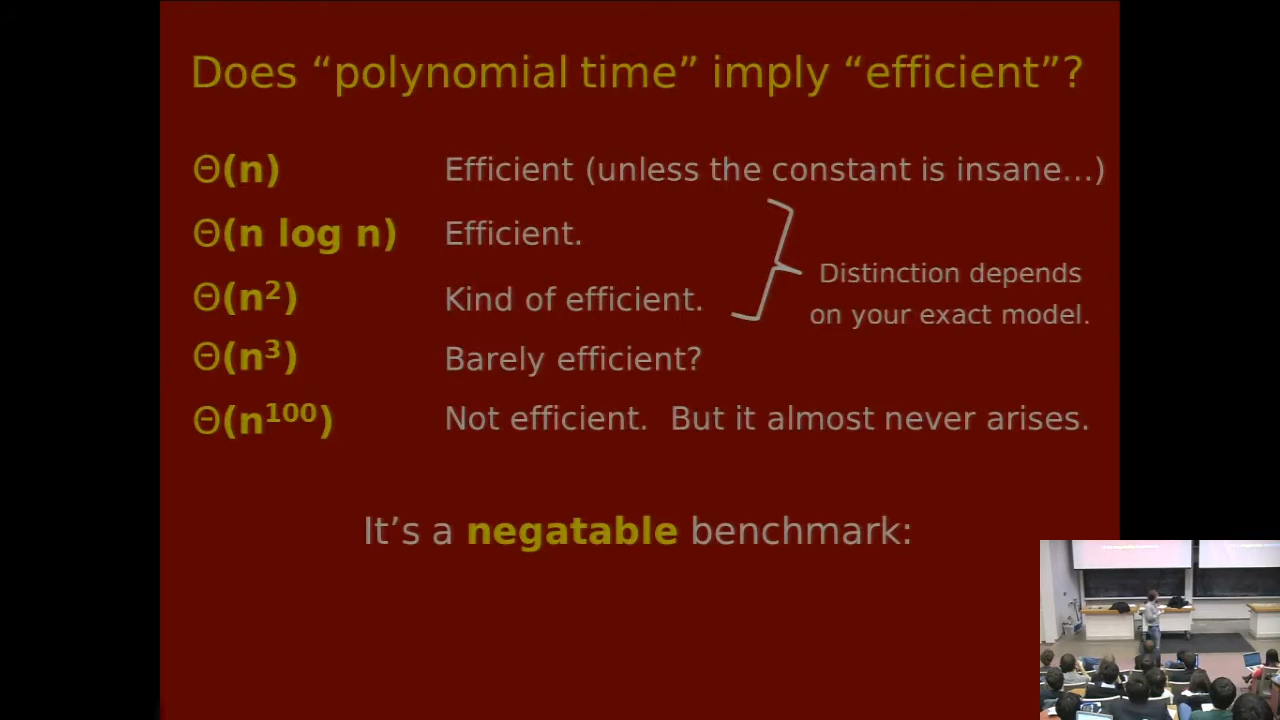 Does “polynomial time” imply “efficient”?
Θ(n) Efficient (unless the constant is insane…)
Θ(n log n) Efficient.
Θ(n²) Kind of efficient.
Distinction depends
on your exact model.
Θ(n³) Barely efficient?
Θ(n¹⁰⁰) Not efficient. But it almost never arises.
It’s a negatable benchmark: